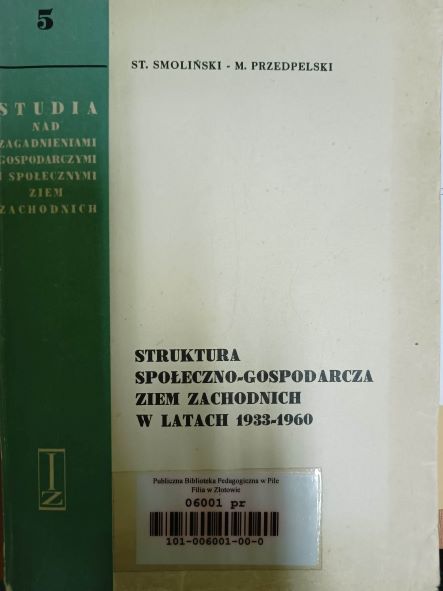 5
STUDIA
NAD
ZAGADNIENIAMI
GOSPODARCZYMI
I SPOŁECZNYMI
ZIEM
ZACHODNICH
ST. SMOLIŃSKI - M. PRZEDPELSKI
STRUKTURA
SPOŁECZNO-GOSPODARCZA
ZIEM ZACHODNICH
W LATACH 1933-1960
IZ
Publiczna Biblioteka Pedagogiczna w Pile
Filia w Złotowie
06001 pr
101-006001-00-0